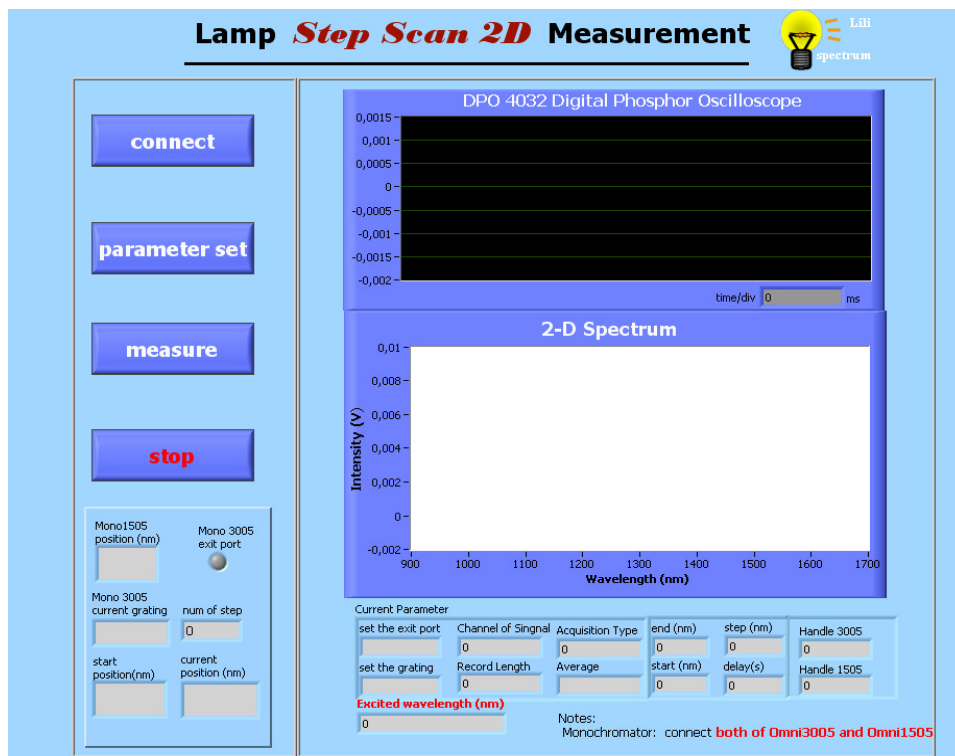 Lamp Step Scan 2D Measurement
Lili
spectrum
connect
parameter set
measure
stop
Mono1505
position (nm)
Mono 3005
exit port
Mono 3005
current grating
num of step
0
start
position(nm)
current
position (nm)
DPO 4032 Digital Phosphor Oscilloscope
0,0015
0,001
0,0005
0
-0,0005
-0,001
-0,0015
-0,002
time/div 0 ms
2-D Spectrum
Intensity (V)
0,01
0,008
0,006
0,004
0,002
0
-0,002
900 1000 1100 1200 1300 1400 1500 1600 1700
Wavelength (nm)
Current Parameter
set the exit port Channel of Singnal Acquisition Type end (nm) step (nm) Handle 3005
0 0 0 0 0
set the grating Record Length Average start (nm) delay(s) Handle 1505
0 0 0 0
Excited wavelength (nm)
0
Notes:
Monochromator: connect both of Omni3005 and Omni1505